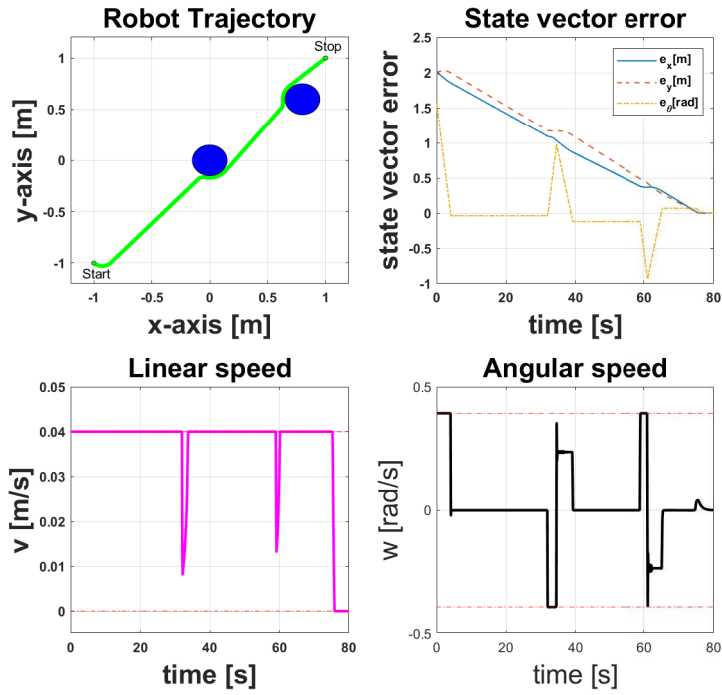 Robot Trajectory
1
0.5
0
-0.5
-1
-1
-0.5
0
0.5
1
Start
Stop
y-axis [m]
x-axis [m]
State vector error
2.5
2
1.5
1
0.5
0
0.5
-1
0
20
40
60
80
e_x[m]
e_y[m]
e_θ[rad]
state vector error
time [s]
Linear speed
0.05
0.04
0.03
0.02
0.01
0
0
20
40
60
80
v [m/s]
time [s]
Angular speed
0.5
0
-0.5
0
20
40
60
80
w [rad/s]
time [s]